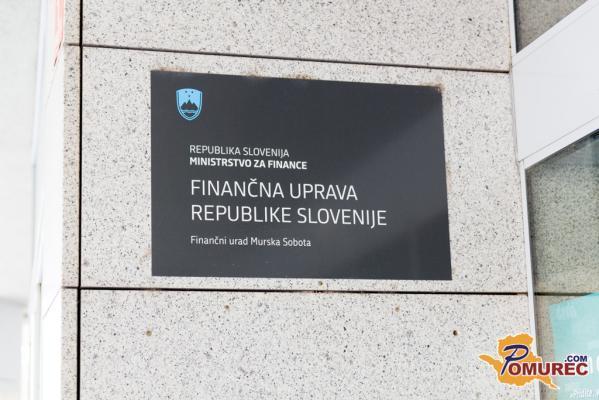 REPUBLIKA SLOVENIJA
MINISTRSTVO ZA FINANCE
FINANČNA UPRAVA
REPUBLIKE SLOVENIJE
Finančni urad Murska Sobota
POMUREC.COM